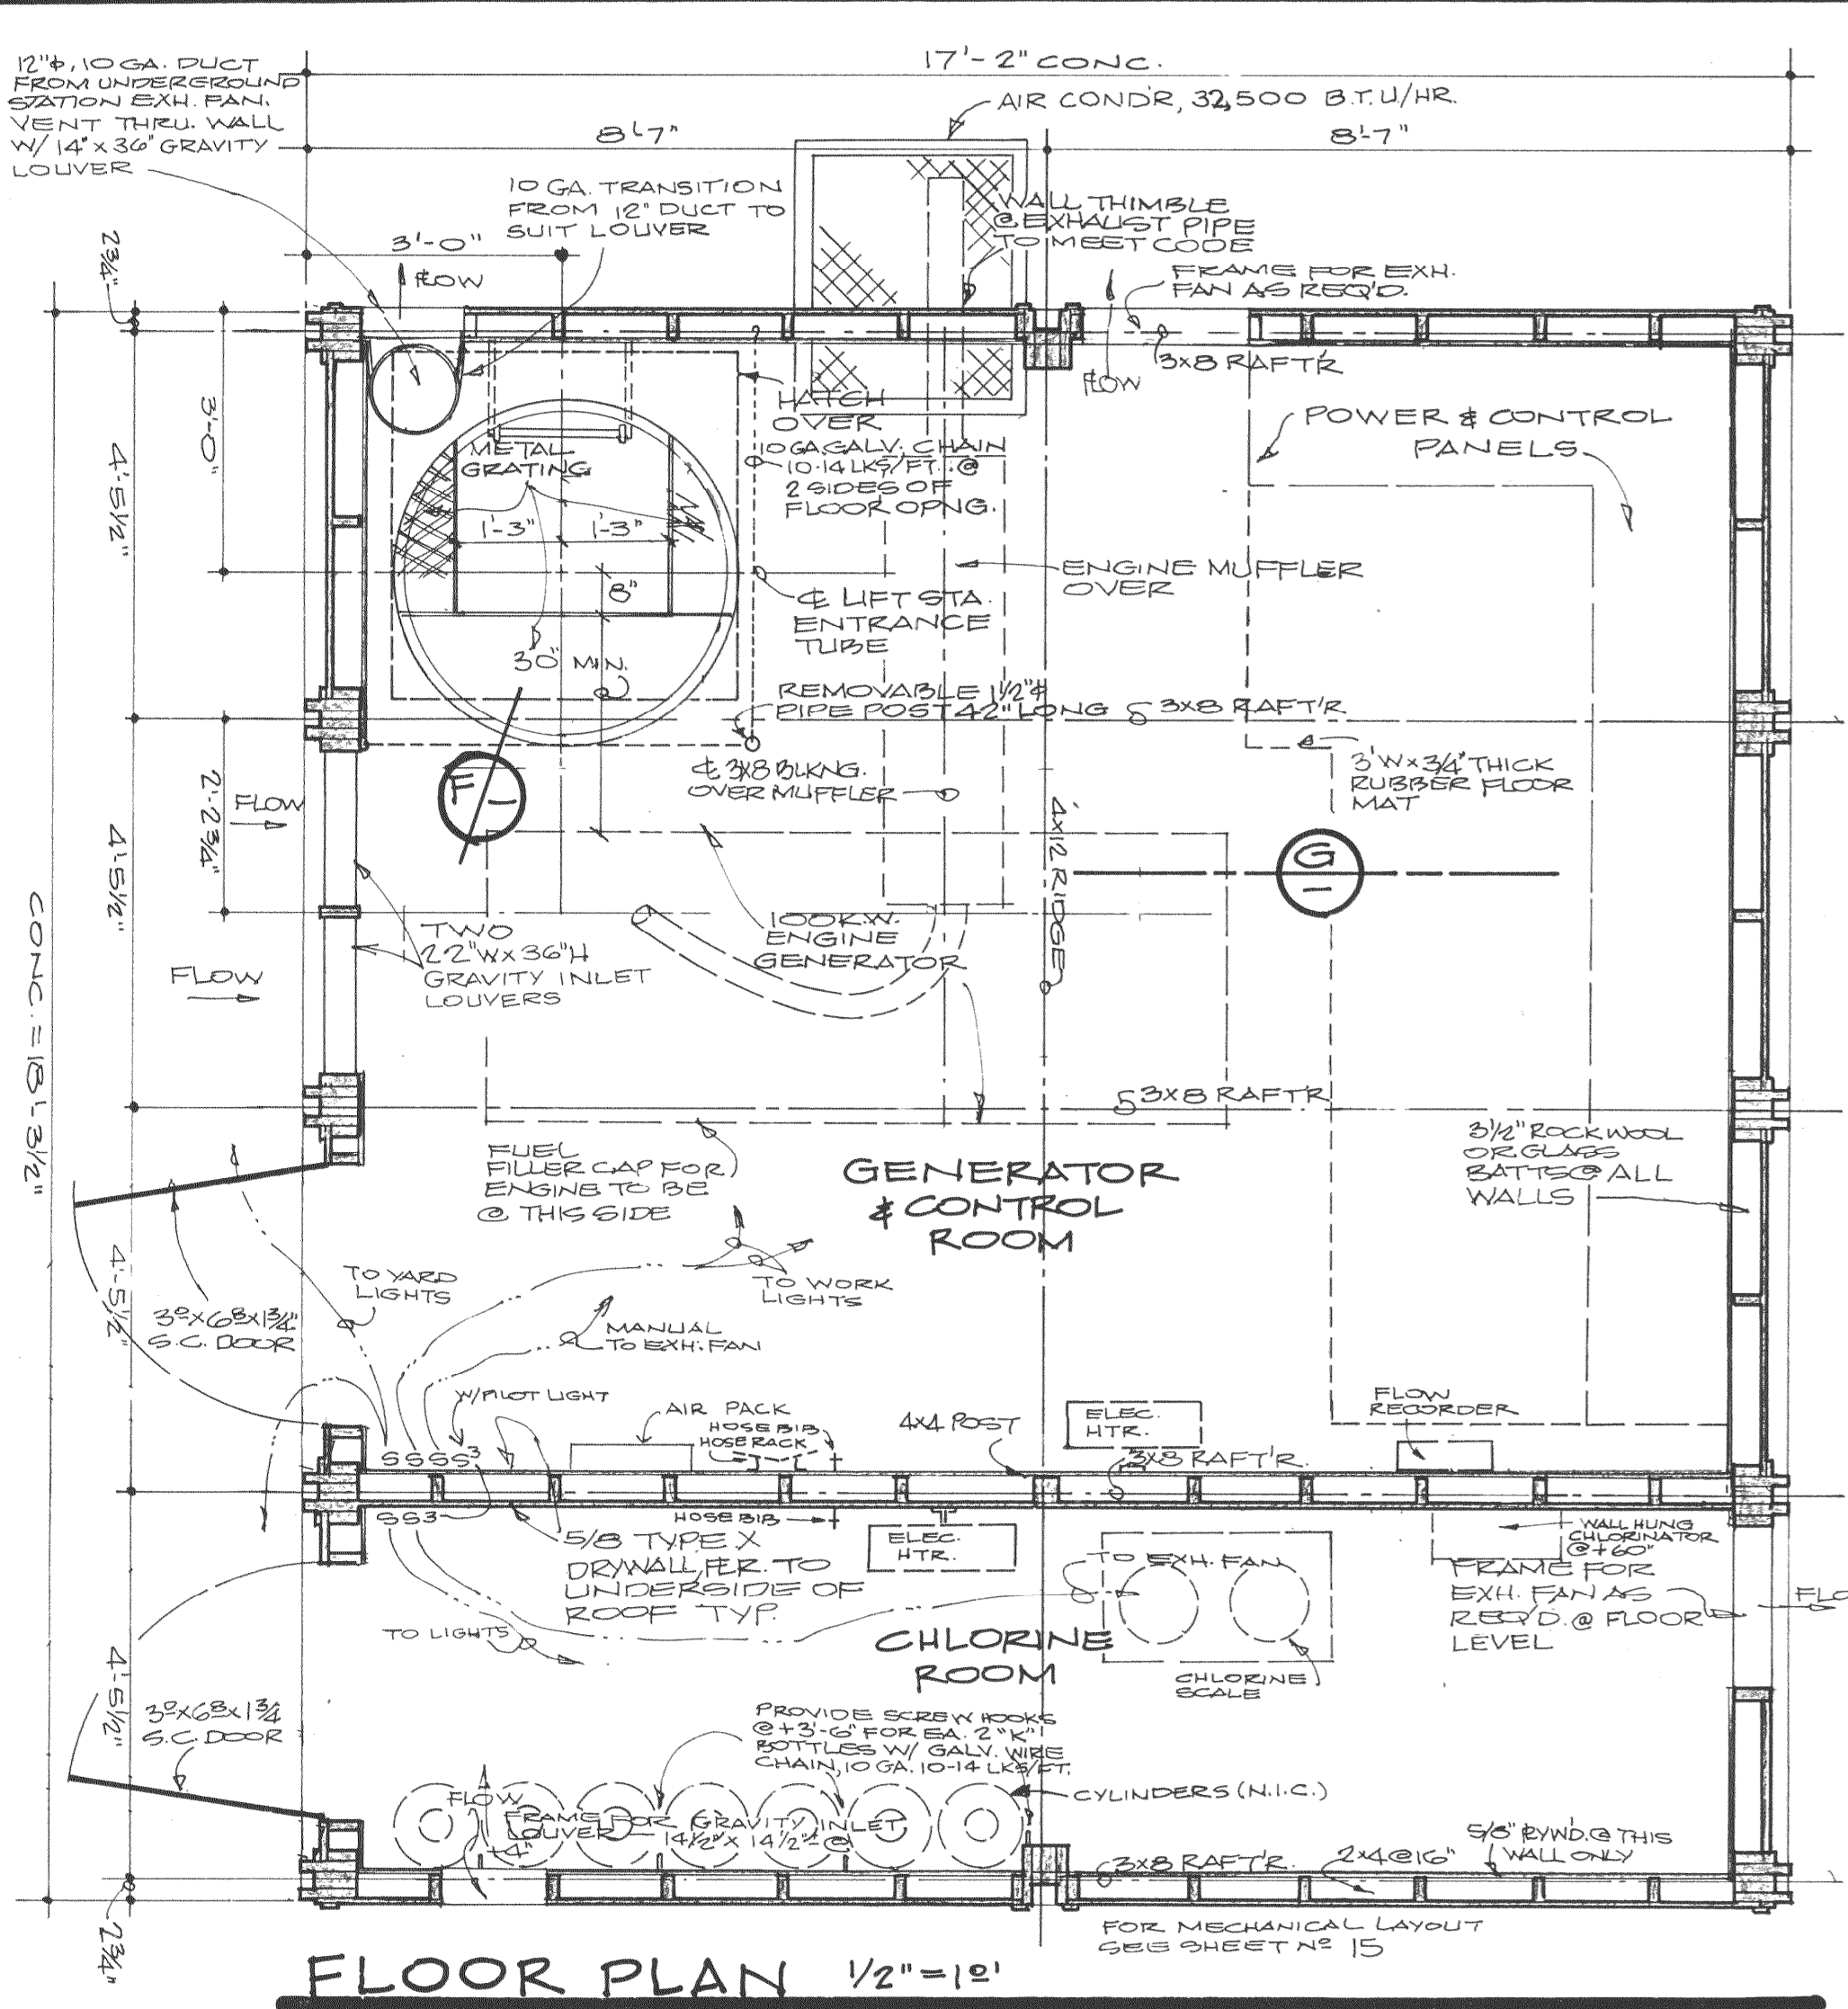 17'-2" CONC.
12"ϕ, 10 GA. DUCT
FROM UNDERGROUND
STATION EXH. FAN.
VENT THRU. WALL
W/ 14" x 36" GRAVITY
LOUVER
AIR COND'R, 32,500 B.T.U/HR.
8'-7"
8'-7"
10 GA. TRANSITION
FROM 12" DUCT TO
SUIT LOUVER
WALL THIMBLE
@ EXHAUST PIPE
TO MEET CODE
3'-0"
FLOW
FRAME FOR EXH.
FAN AS REQ'D.
2¾"
3x8 RAFT'R
FLOW
HATCH
OVER
POWER & CONTROL
PANELS
3'-0"
4'-5½"
METAL
GRATING
10 GA. GALV. CHAIN
10-14 LKS/FT. @
2 SIDES OF
FLOOR OPNG.
1'-3"
1'-3"
ENGINE MUFFLER
OVER
8"
℄ LIFT STA.
ENTRANCE
TUBE
30" MIN.
REMOVABLE 1½"ϕ
PIPE POST 42" LONG
3X8 RAFT'R
℄ 3X8 BLKNG.
OVER MUFFLER
3'W x 3/4" THICK
RUBBER FLOOR
MAT
F
-
2'-2¾"
FLOW
4'-5½"
4x12 RIDGE
G
-
CONC. = 18'-3½"
TWO
22"W x 36"H
GRAVITY INLET
LOUVERS
100 K.W.
ENGINE
GENERATOR
FLOW
3X8 RAFT'R
FUEL
FILLER CAP FOR
ENGINE TO BE
@ THIS SIDE
GENERATOR
& CONTROL
ROOM
3½" ROCKWOOL
OR GLASS
BATTS @ ALL
WALLS
4'-5½"
TO YARD
LIGHTS
TO WORK
LIGHTS
3⁰x6⁸x1¾"
S.C. DOOR
MANUAL
TO EXH. FAN
W/PILOT LIGHT
AIR PACK
HOSE BIB
HOSE RACK
4x4 POST
ELEC.
HTR.
FLOW
RECORDER
S S S S³
3X8 RAFT'R.
S S³
HOSE BIB
5/8 TYPE X
DRYWALL, FLR. TO
UNDERSIDE OF
ROOF TYP.
ELEC.
HTR.
TO EXH. FAN
WALL HUNG
CHLORINATOR
@ +60"
FRAME FOR
EXH. FAN AS
REQ'D. @ FLOOR
LEVEL
FLO
TO LIGHTS
CHLORINE
ROOM
CHLORINE
SCALE
4'-5½"
3⁰x6⁸x1¾
S.C. DOOR
PROVIDE SCREW HOOKS
@ +3'-6" FOR EA. 2 "K"
BOTTLES W/ GALV. WIRE
CHAIN, 10 GA. 10-14 LKS/FT.
CYLINDERS (N.I.C.)
FLOW
FRAME FOR GRAVITY INLET
LOUVER - 14½" x 14½" @
+4"
5/8" PLYWD. @ THIS
WALL ONLY
3X8 RAFT'R.
2x4 @ 16"
2¾"
FOR MECHANICAL LAYOUT
SEE SHEET Nº 15
FLOOR PLAN 1/2"=1⁰'